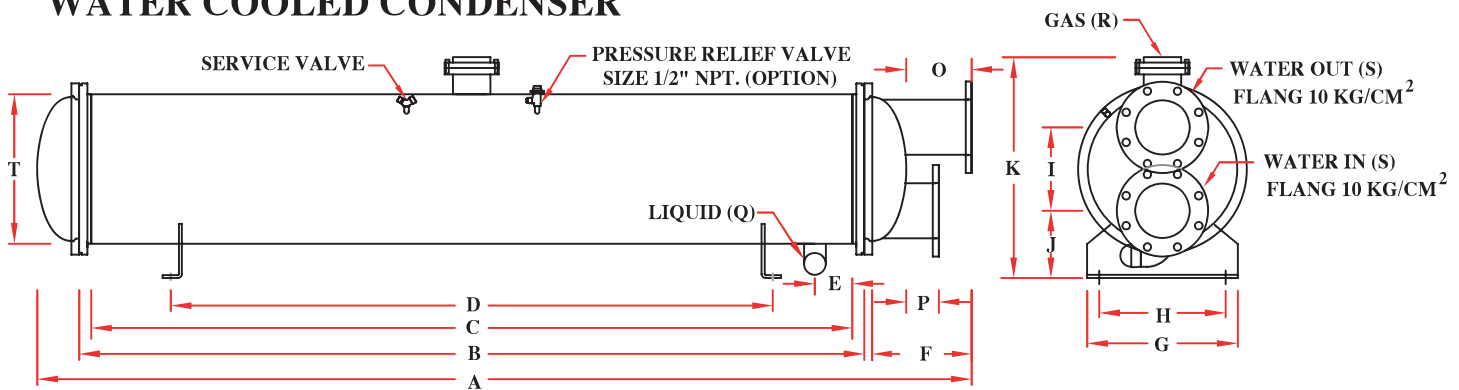 WATER COOLED CONDENSER
GAS (R)
SERVICE VALVE
PRESSURE RELIEF VALVE
SIZE 1/2" NPT. (OPTION)
O
WATER OUT (S)
FLANG 10 KG/CM²
T
K
I
WATER IN (S)
FLANG 10 KG/CM²
LIQUID (Q)
J
E
D
P
H
C
G
B
F
A